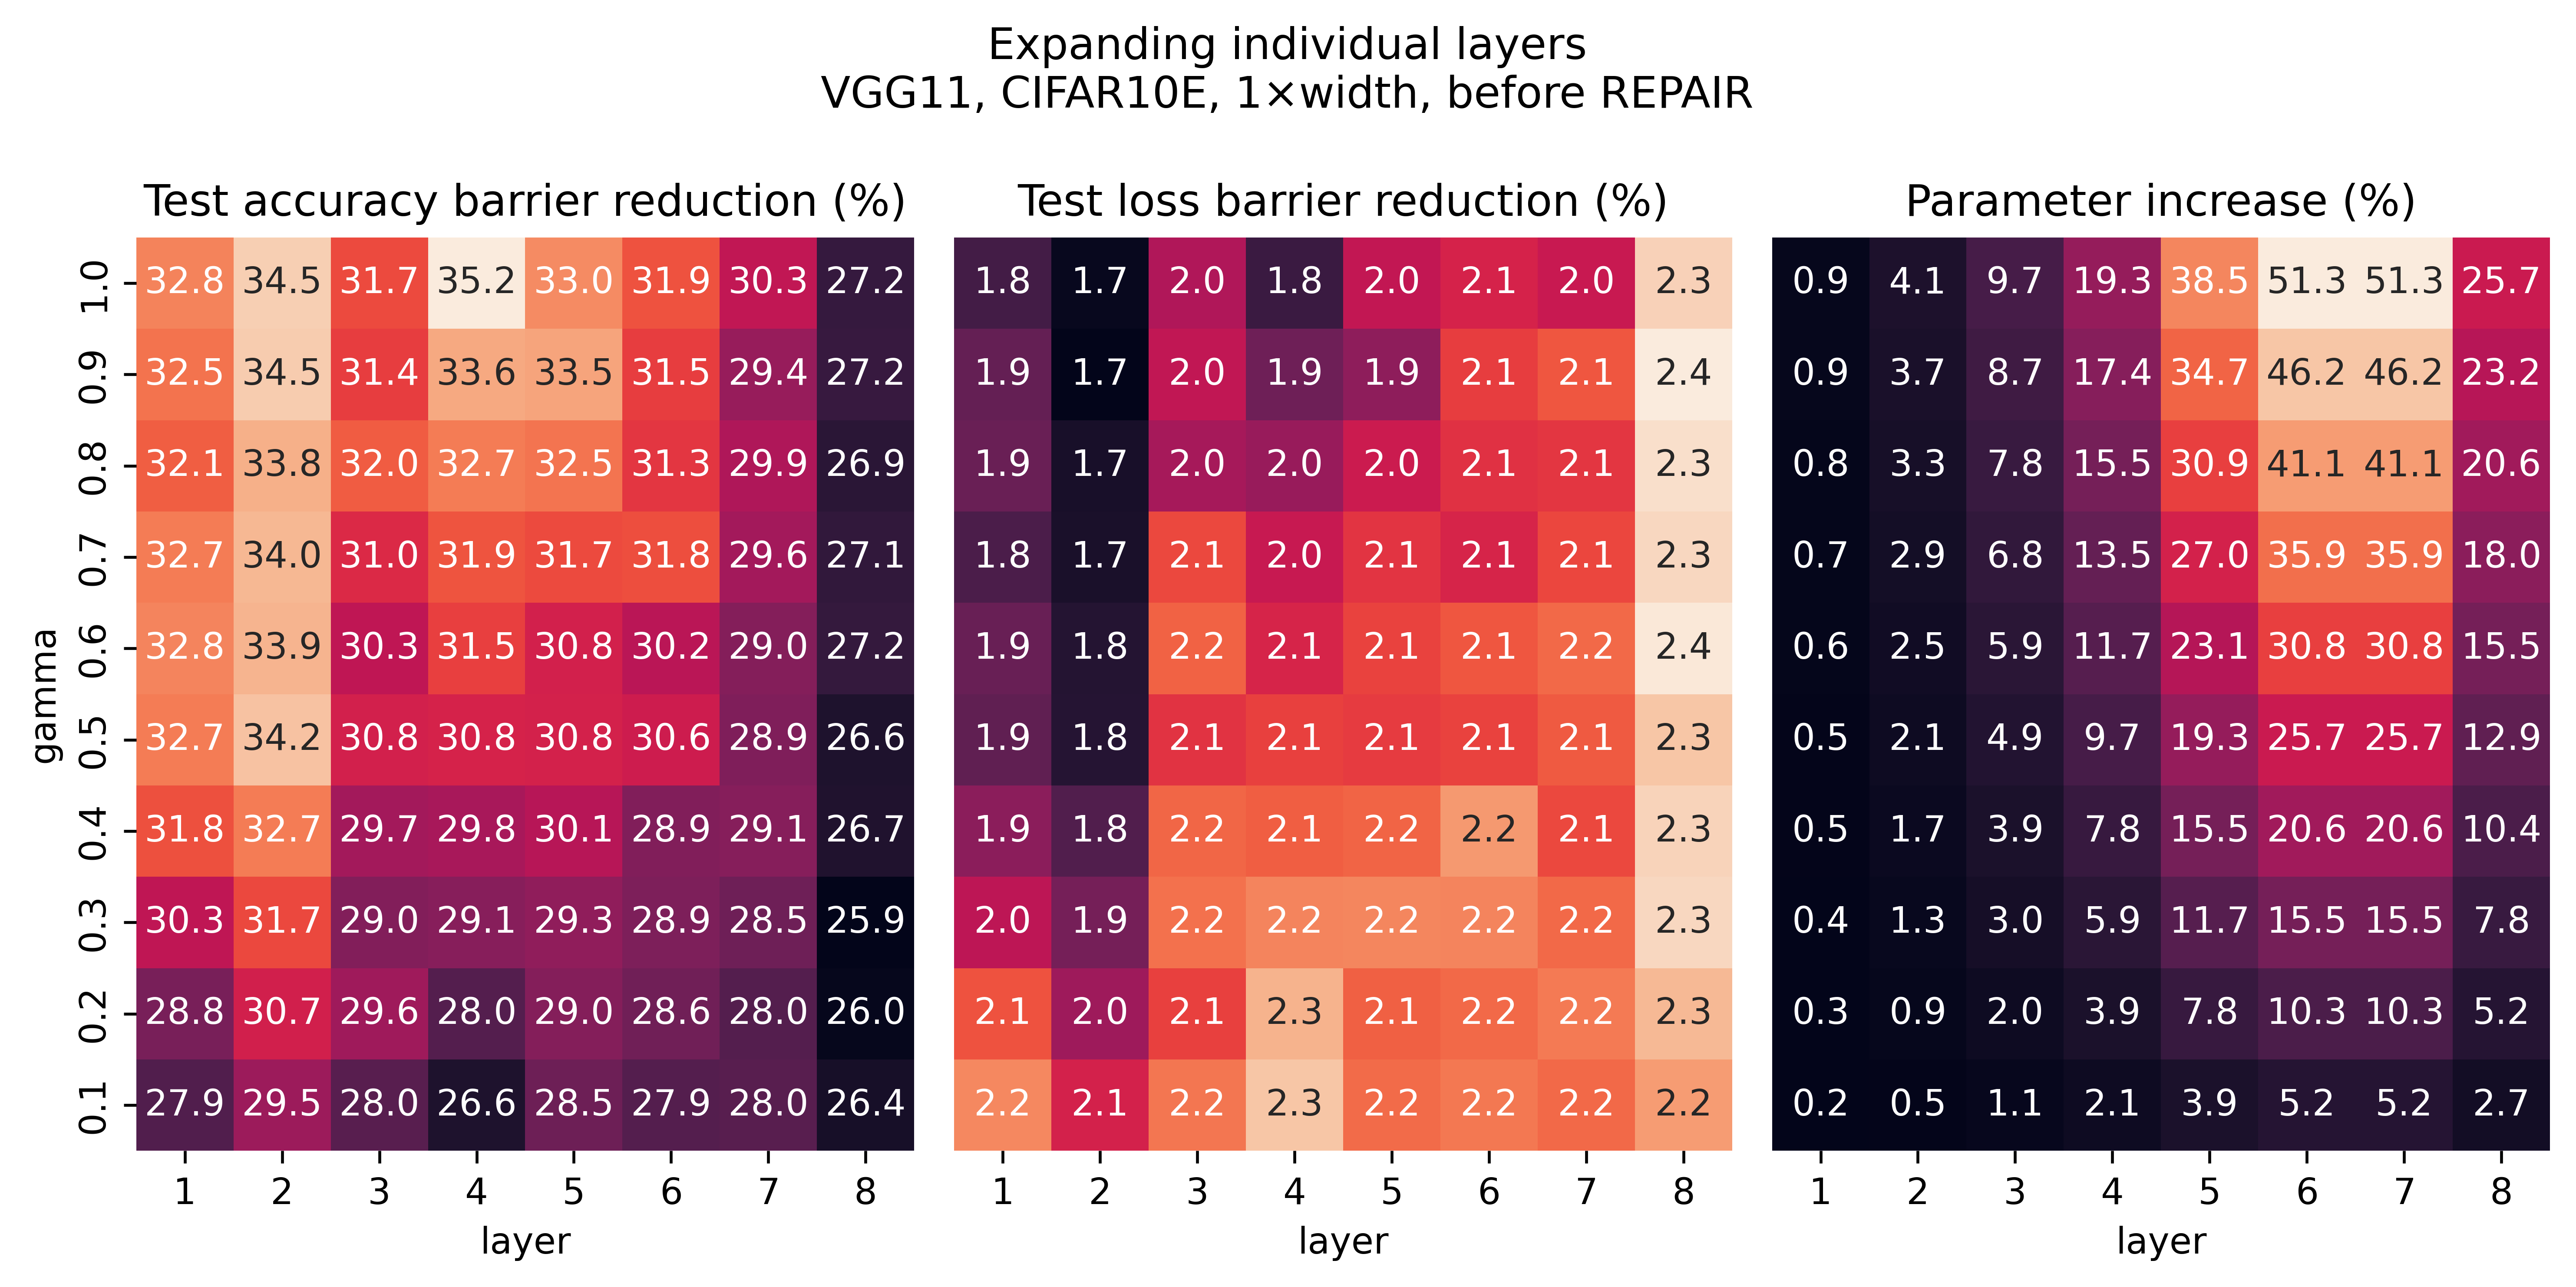 Expanding individual layers
VGG11, CIFAR10E, 1×width, before REPAIR
Test accuracy barrier reduction (%)
Test loss barrier reduction (%)
Parameter increase (%)
gamma
1.0 32.8 34.5 31.7 35.2 33.0 31.9 30.3 27.2 1.8 1.7 2.0 1.8 2.0 2.1 2.0 2.3 0.9 4.1 9.7 19.3 38.5 51.3 51.3 25.7
0.9 32.5 34.5 31.4 33.6 33.5 31.5 29.4 27.2 1.9 1.7 2.0 1.9 1.9 2.1 2.1 2.4 0.9 3.7 8.7 17.4 34.7 46.2 46.2 23.2
0.8 32.1 33.8 32.0 32.7 32.5 31.3 29.9 26.9 1.9 1.7 2.0 2.0 2.0 2.1 2.1 2.3 0.8 3.3 7.8 15.5 30.9 41.1 41.1 20.6
0.7 32.7 34.0 31.0 31.9 31.7 31.8 29.6 27.1 1.8 1.7 2.1 2.0 2.1 2.1 2.1 2.3 0.7 2.9 6.8 13.5 27.0 35.9 35.9 18.0
0.6 32.8 33.9 30.3 31.5 30.8 30.2 29.0 27.2 1.9 1.8 2.2 2.1 2.1 2.1 2.2 2.4 0.6 2.5 5.9 11.7 23.1 30.8 30.8 15.5
0.5 32.7 34.2 30.8 30.8 30.8 30.6 28.9 26.6 1.9 1.8 2.1 2.1 2.1 2.1 2.1 2.3 0.5 2.1 4.9 9.7 19.3 25.7 25.7 12.9
0.4 31.8 32.7 29.7 29.8 30.1 28.9 29.1 26.7 1.9 1.8 2.2 2.1 2.2 2.2 2.1 2.3 0.5 1.7 3.9 7.8 15.5 20.6 20.6 10.4
0.3 30.3 31.7 29.0 29.1 29.3 28.9 28.5 25.9 2.0 1.9 2.2 2.2 2.2 2.2 2.2 2.3 0.4 1.3 3.0 5.9 11.7 15.5 15.5 7.8
0.2 28.8 30.7 29.6 28.0 29.0 28.6 28.0 26.0 2.1 2.0 2.1 2.3 2.1 2.2 2.2 2.3 0.3 0.9 2.0 3.9 7.8 10.3 10.3 5.2
0.1 27.9 29.5 28.0 26.6 28.5 27.9 28.0 26.4 2.2 2.1 2.2 2.3 2.2 2.2 2.2 2.2 0.2 0.5 1.1 2.1 3.9 5.2 5.2 2.7
1 2 3 4 5 6 7 8 1 2 3 4 5 6 7 8 1 2 3 4 5 6 7 8
layer layer layer